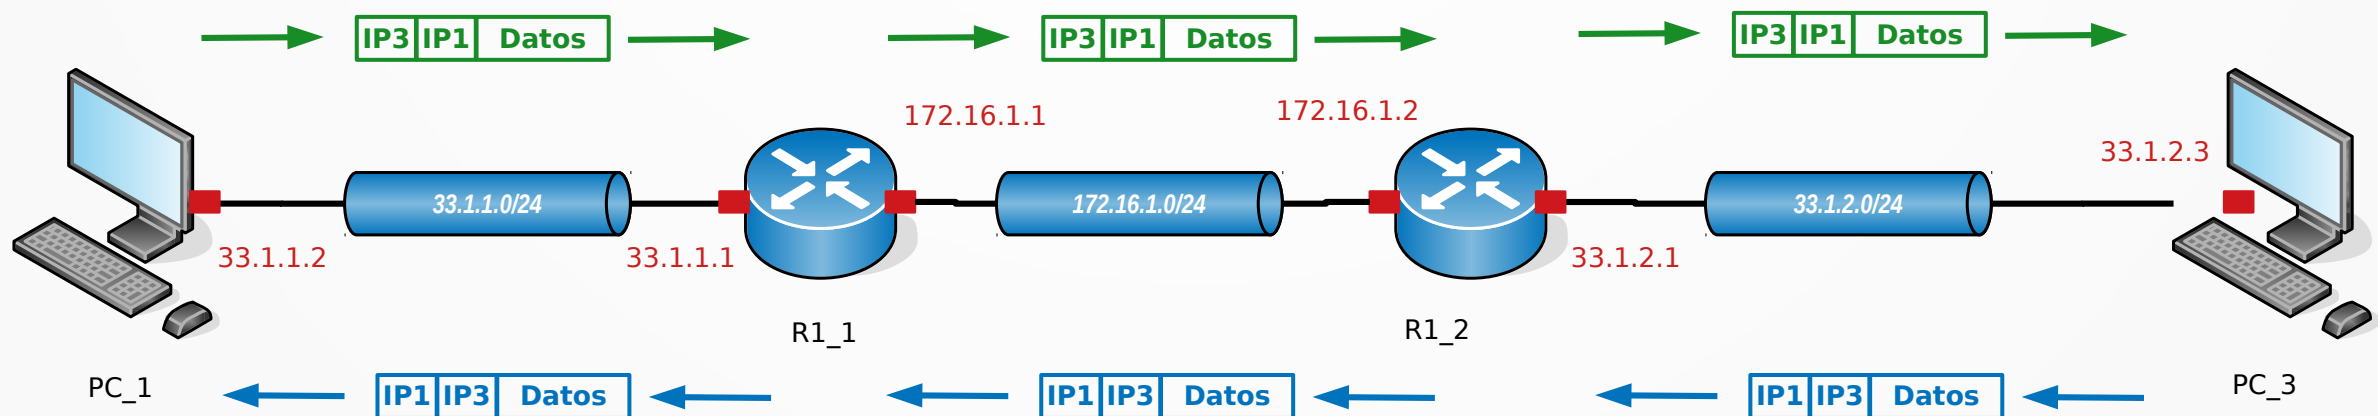 IP3 IP1 Datos
IP3 IP1 Datos
IP3 IP1 Datos
172.16.1.1
172.16.1.2
33.1.2.3
33.1.1.0/24
172.16.1.0/24
33.1.2.0/24
33.1.1.2
33.1.1.1
33.1.2.1
R1_1
R1_2
PC_1
PC_3
IP1 IP3 Datos
IP1 IP3 Datos
IP1 IP3 Datos